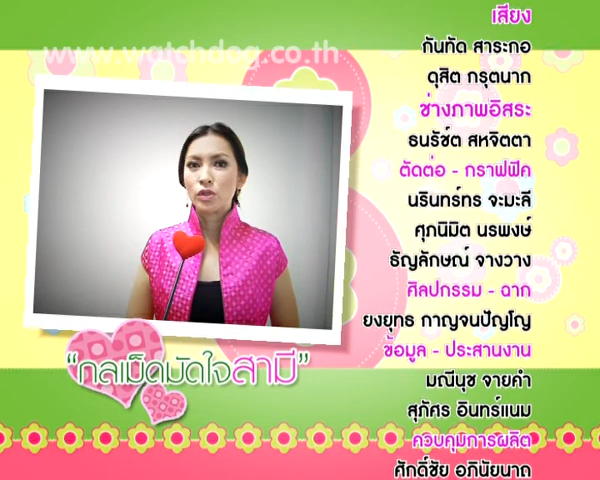 www.watchdog.co.th
เสียง
กันทัด สาระกอ
ดุสิต กรุตนาก
ช่างภาพอิสระ
ธนรัชต สหจิตตา
ตัดต่อ - กราฟฟิค
นรินทร์ทร จะมะลี
ศุภนิมิต นรพงษ์
ธัญลักษณ์ จางวาง
ศิลปกรรม - ฉาก
ยงยุทธ กาญจนปัญโญ
ข้อมูล - ประสานงาน
มณีนุช จายคำ
สุภัศร อินทร์แนม
ควบคุมการผลิต
ศักดิ์ชัย อภินัยนาถ
“กลเม็ดมัดใจสามี”